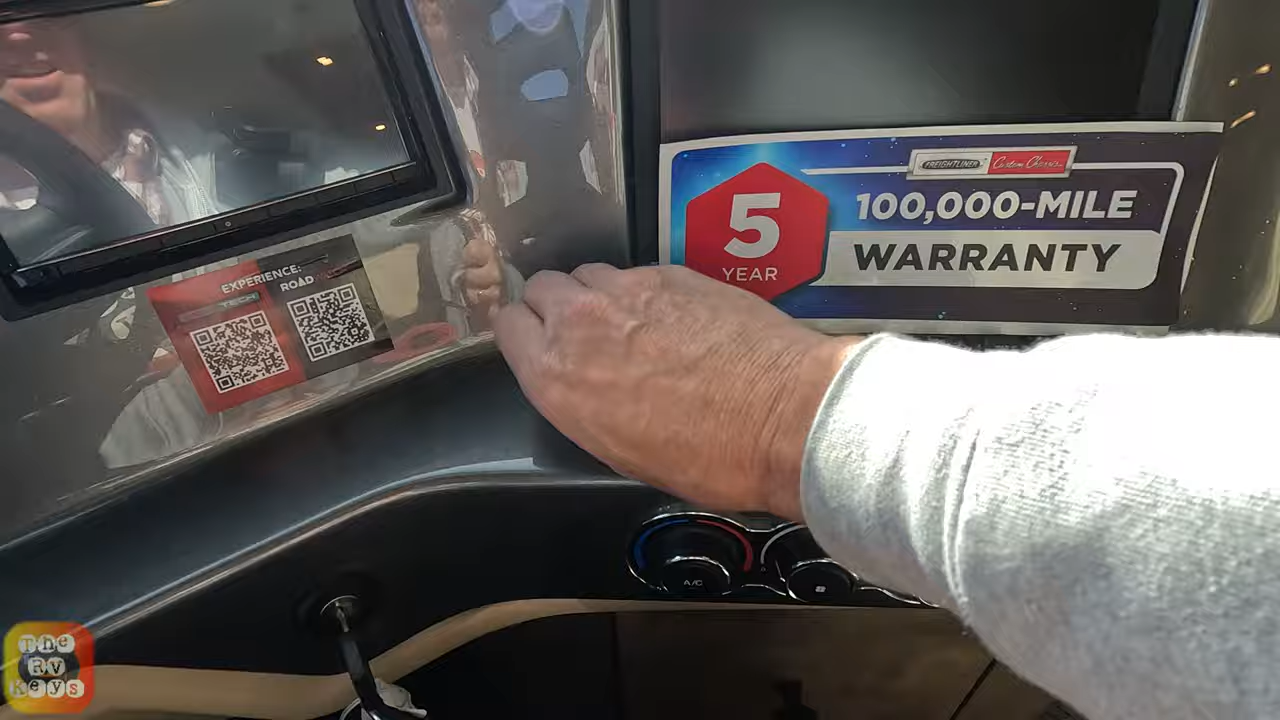 FREIGHTLINER Custom Chassis
5
YEAR
100,000-MILE
WARRANTY
EXPERIENCE:
ROAD
TECH
A/C
The
RV
Keys